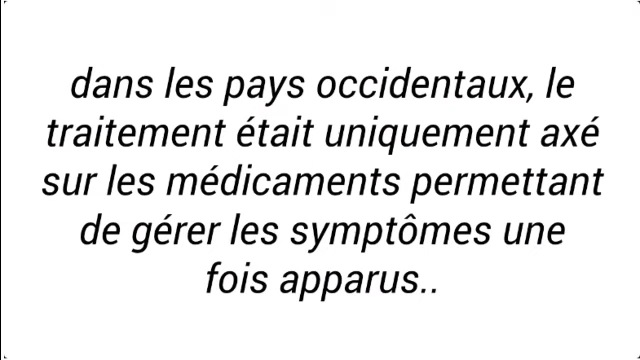 dans les pays occidentaux, le
traitement était uniquement axé
sur les médicaments permettant
de gérer les symptômes une
fois apparus..